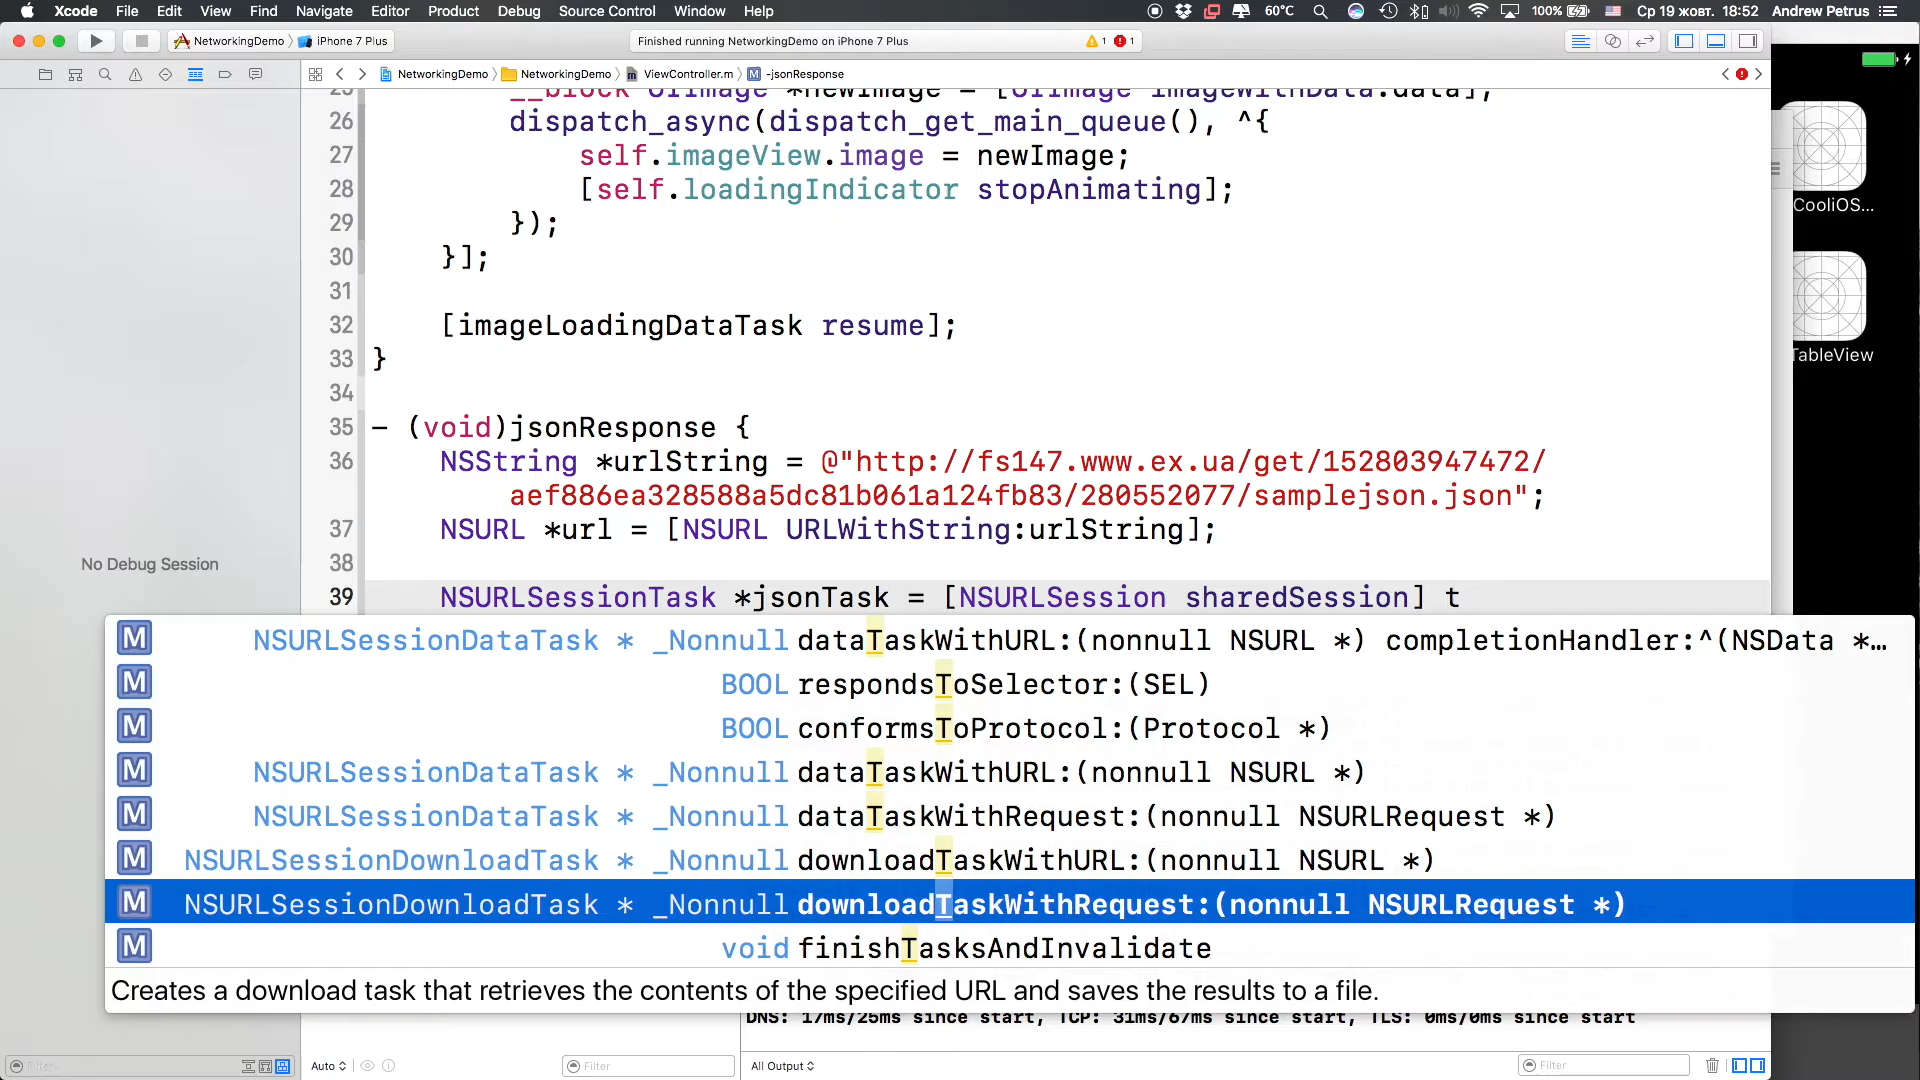 Xcode File Edit View Find Navigate Editor Product Debug Source Control Window Help 60°C 100% Ср 19 жовт. 18:52 Andrew Petrus
NetworkingDemo iPhone 7 Plus Finished running NetworkingDemo on iPhone 7 Plus 1 1
NetworkingDemo NetworkingDemo ViewController.m M -jsonResponse
25 __block UIImage *newImage = [UIImage imageWithData:data];
26 dispatch_async(dispatch_get_main_queue(), ^{
27 self.imageView.image = newImage;
28 [self.loadingIndicator stopAnimating];
29 });
30 }];
31
32 [imageLoadingDataTask resume];
33 }
34
35 - (void)jsonResponse {
36 NSString *urlString = @"http://fs147.www.ex.ua/get/152803947472/
aef886ea328588a5dc81b061a124fb83/280552077/samplejson.json";
37 NSURL *url = [NSURL URLWithString:urlString];
38
39 NSURLSessionTask *jsonTask = [NSURLSession sharedSession] t
No Debug Session
CooliOS...
TableView
M NSURLSessionDataTask * _Nonnull dataTaskWithURL:(nonnull NSURL *) completionHandler:^(NSData *…
M BOOL respondsToSelector:(SEL)
M BOOL conformsToProtocol:(Protocol *)
M NSURLSessionDataTask * _Nonnull dataTaskWithURL:(nonnull NSURL *)
M NSURLSessionDataTask * _Nonnull dataTaskWithRequest:(nonnull NSURLRequest *)
M NSURLSessionDownloadTask * _Nonnull downloadTaskWithURL:(nonnull NSURL *)
M NSURLSessionDownloadTask * _Nonnull downloadTaskWithRequest:(nonnull NSURLRequest *)
M void finishTasksAndInvalidate
Creates a download task that retrieves the contents of the specified URL and saves the results to a file.
DNS: 17ms/25ms since start, TCP: 31ms/67ms since start, TLS: 0ms/0ms since start
Filter Auto Filter All Output Filter